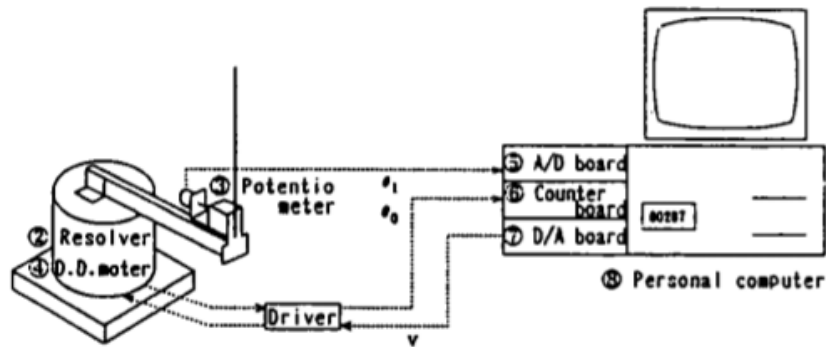 ③ Potentio
meter
θ₁
θ₀
② Resolver
④ D.D.moter
Driver
V
⑤ A/D board
⑥ Counter
board
⑦ D/A board
80287
⑧ Personal computer